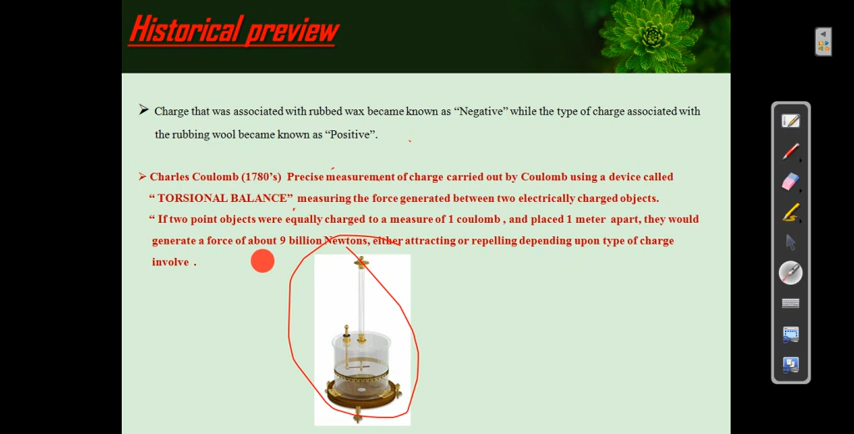 Historical preview
Charge that was associated with rubbed wax became known as “Negative” while the type of charge associated with
the rubbing wool became known as “Positive”.
Charles Coulomb (1780’s) Precise measurement of charge carried out by Coulomb using a device called
“ TORSIONAL BALANCE” measuring the force generated between two electrically charged objects.
“ If two point objects were equally charged to a measure of 1 coulomb , and placed 1 meter apart, they would
generate a force of about 9 billion Newtons, either attracting or repelling depending upon type of charge
involve .